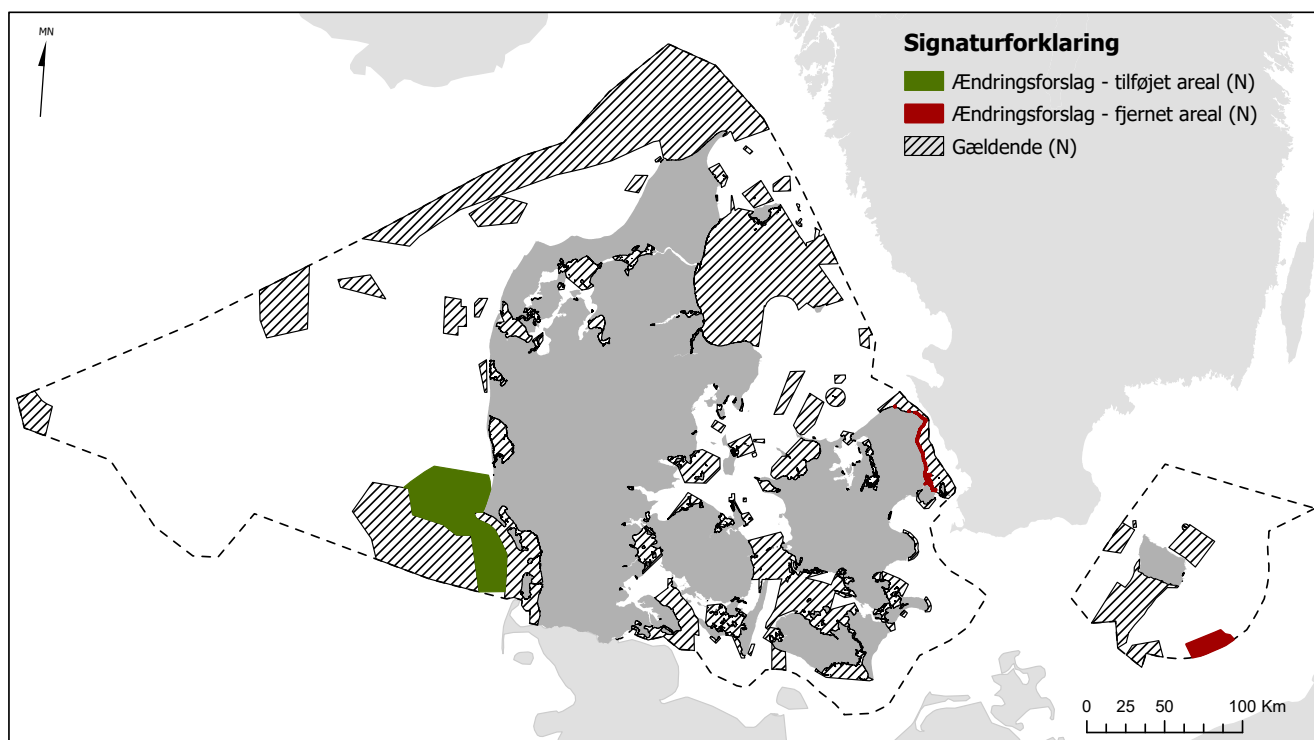 MN
Signaturforklaring
Ændringsforslag - tilføjet areal (N)
Ændringsforslag - fjernet areal (N)
Gældende (N)
0 25 50 100 Km